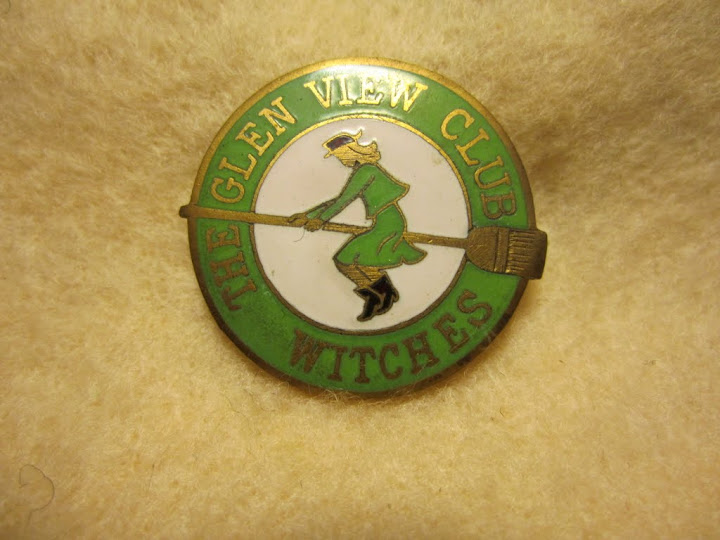 THE GLEN VIEW CLUB
WITCHES